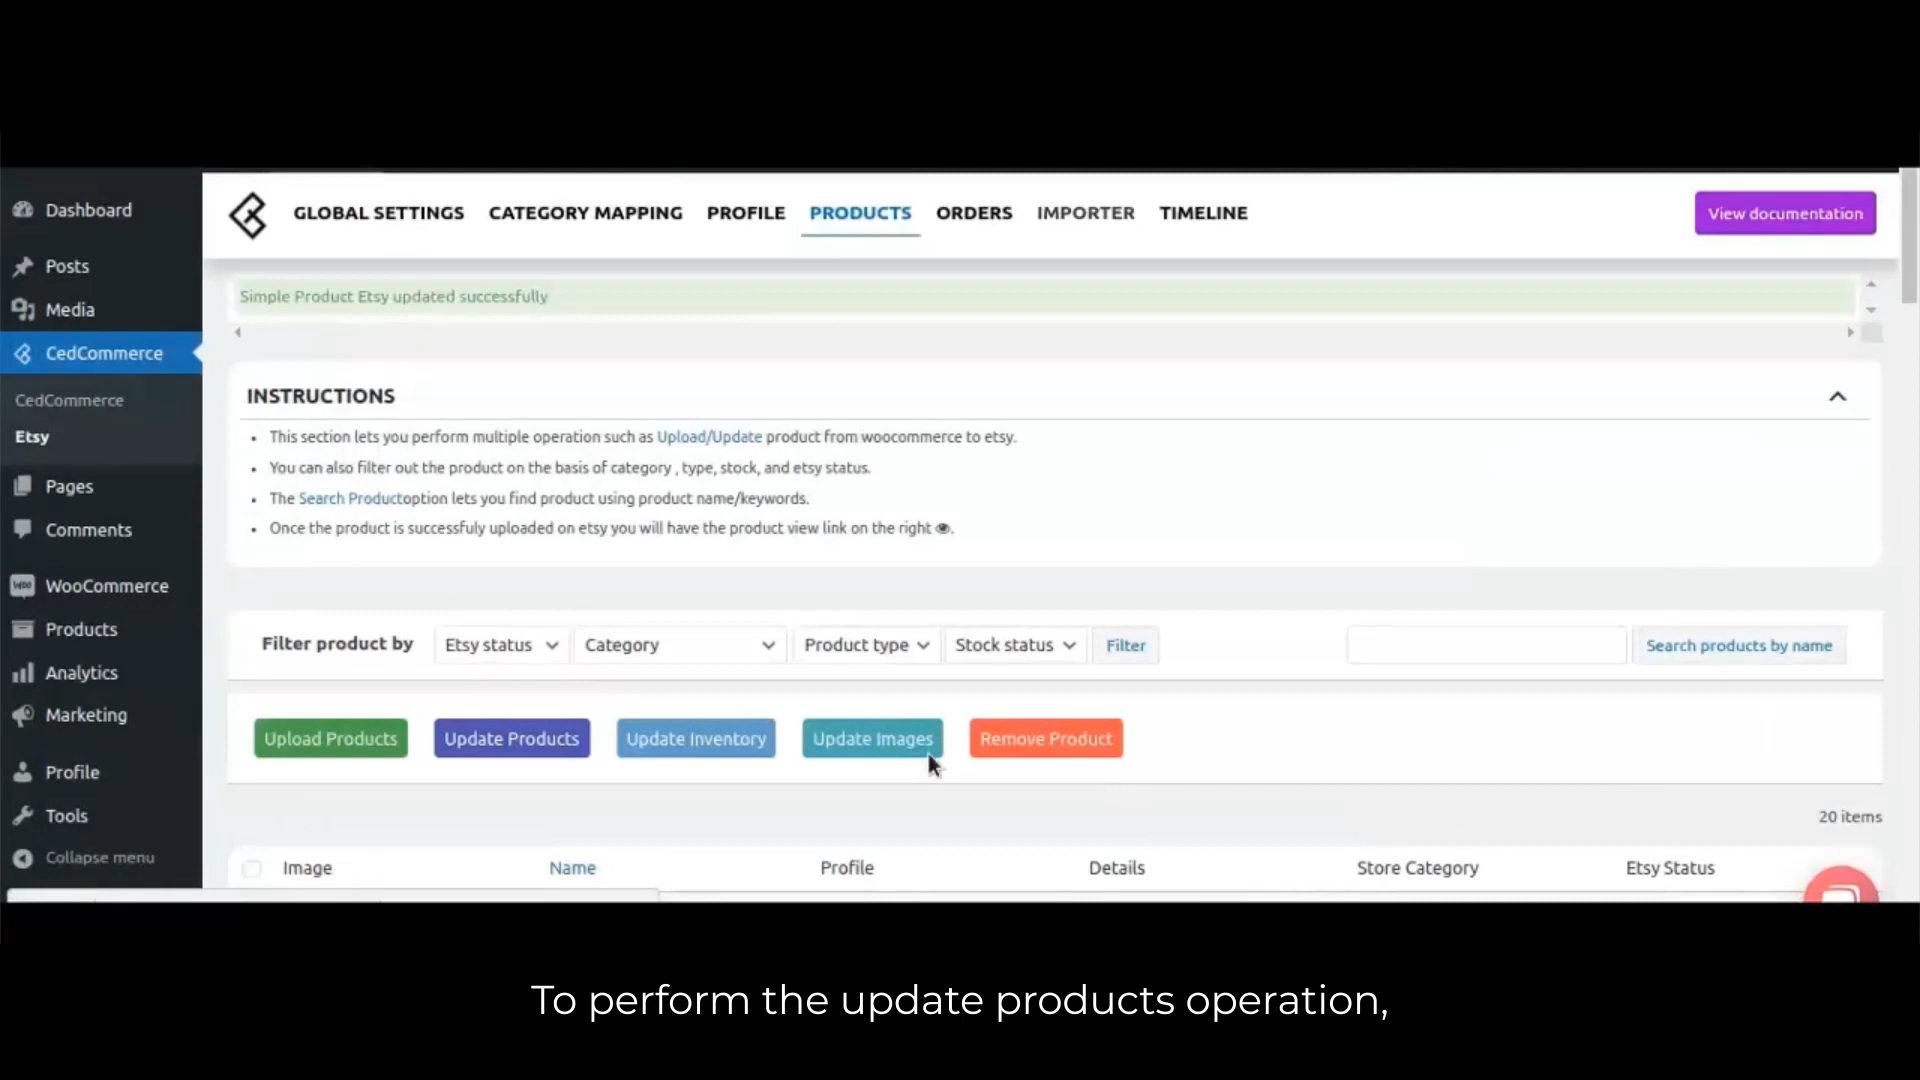 Dashboard
Posts
Media
CedCommerce
CedCommerce
Etsy
Pages
Comments
WooCommerce
Products
Analytics
Marketing
Profile
Tools
Collapse menu
GLOBAL SETTINGS CATEGORY MAPPING PROFILE PRODUCTS ORDERS IMPORTER TIMELINE
View documentation
Simple Product Etsy updated successfully
INSTRUCTIONS
• This section lets you perform multiple operation such as Upload/Update product from woocommerce to etsy.
• You can also filter out the product on the basis of category , type, stock, and etsy status.
• The Search Productoption lets you find product using product name/keywords.
• Once the product is successfuly uploaded on etsy you will have the product view link on the right .
Filter product by Etsy status Category Product type Stock status Filter Search products by name
Upload Products Update Products Update Inventory Update Images Remove Product
20 items
Image Name Profile Details Store Category Etsy Status
To perform the update products operation,